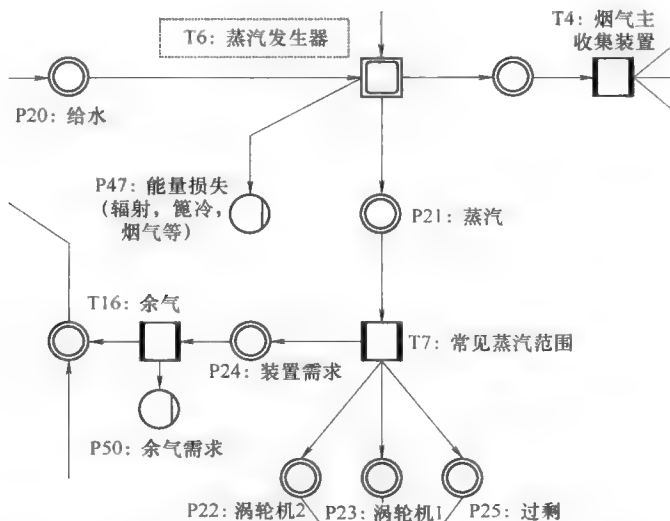 T4：烟气主
收集装置
T6：蒸汽发生器
P20：给水
P47：能量损失
（辐射，篦冷，
烟气等）
P21：蒸汽
T16：余气
T7：常见蒸汽范围
P24：装置需求
P50：余气需求
P22：涡轮机2
P23：涡轮机1
P25：过剩